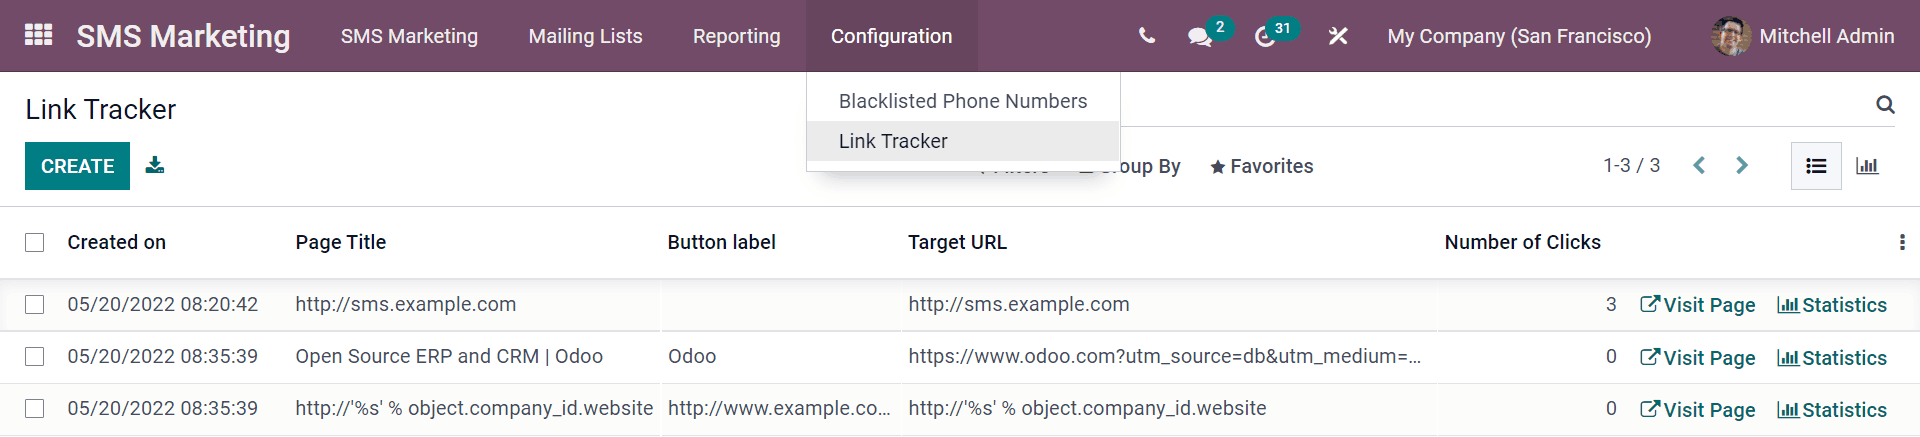 SMS Marketing SMS Marketing Mailing Lists Reporting Configuration 2 31 My Company (San Francisco) Mitchell Admin
Link Tracker
Blacklisted Phone Numbers
Link Tracker
CREATE
Favorites 1-3 / 3
Created on Page Title Button label Target URL Number of Clicks
05/20/2022 08:20:42 http://sms.example.com http://sms.example.com 3 Visit Page Statistics
05/20/2022 08:35:39 Open Source ERP and CRM | Odoo Odoo https://www.odoo.com?utm_source=db&utm_medium=... 0 Visit Page Statistics
05/20/2022 08:35:39 http://'%s' % object.company_id.website http://www.example.co... http://'%s' % object.company_id.website 0 Visit Page Statistics